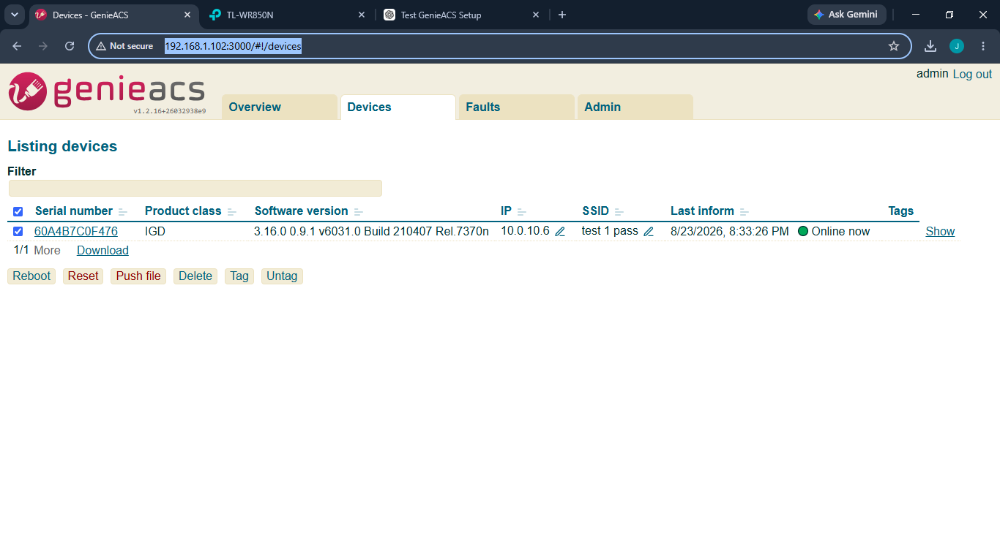 Devices - GenieACS
TL-WR850N
Test GenieACS Setup
Ask Gemini
Not secure
192.168.1.102:3000/#!/devices
J
admin Log out
genieacs
v1.2.16+26032938e9
Overview Devices Faults Admin
Listing devices
Filter
Serial number Product class Software version IP SSID Last inform Tags
60A4B7C0F476 IGD 3.16.0 0.9.1 v6031.0 Build 210407 Rel.7370n 10.0.10.6 test 1 pass 8/23/2026, 8:33:26 PM Online now Show
1/1 More Download
Reboot Reset Push file Delete Tag Untag